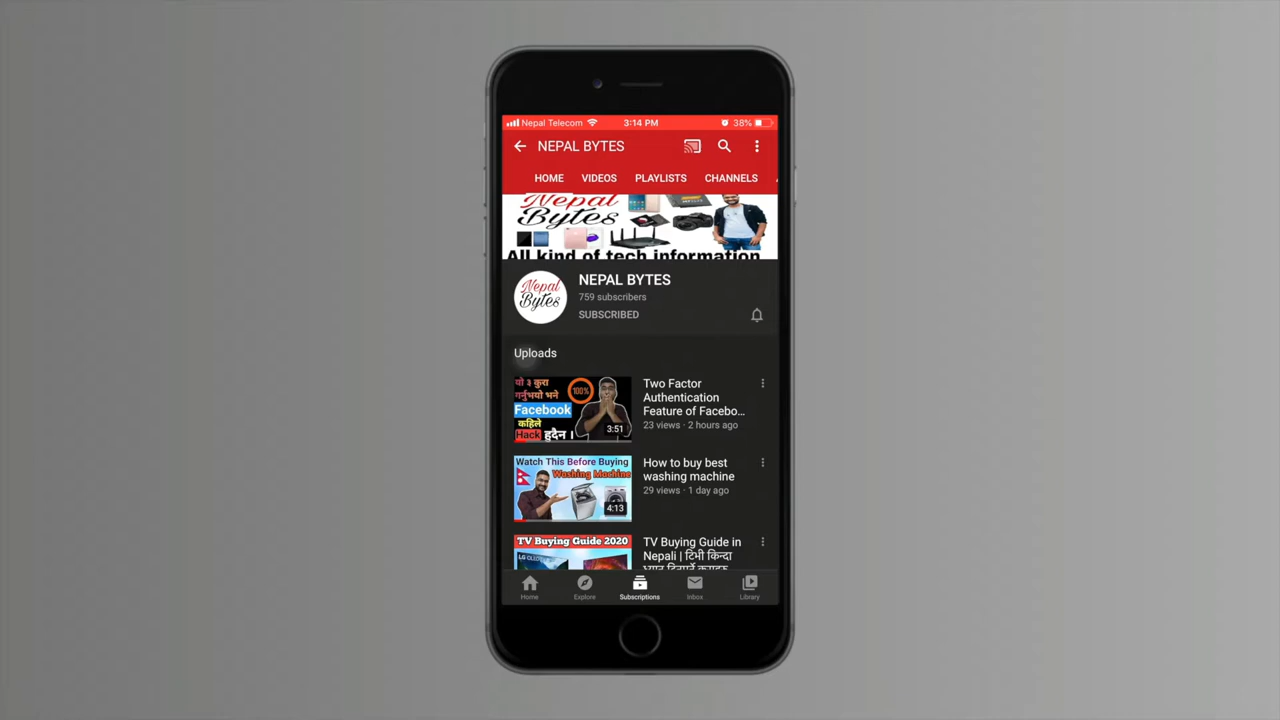 Nepal Telecom 3:14 PM 38%
NEPAL BYTES
HOME VIDEOS PLAYLISTS CHANNELS
Nepal
Bytes
All kind of tech information
Nepal
Bytes
NEPAL BYTES
759 subscribers
SUBSCRIBED
Uploads
यो ३ कुरा
गर्नुभयो भने
100%
Facebook
कहिले
Hack हुदैन ।
3:51
Two Factor
Authentication
Feature of Facebo...
23 views · 2 hours ago
Watch This Before Buying
Washing Machine
4:13
How to buy best
washing machine
29 views · 1 day ago
TV Buying Guide 2020
LG OLED
TV Buying Guide in
Nepali | टिभी किन्दा
Home Explore Subscriptions Inbox Library